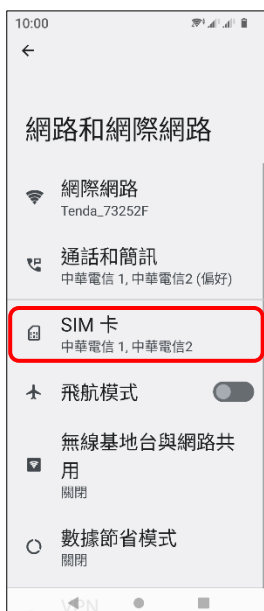 10:00
網路和網際網路
網際網路
Tenda_73252F
通話和簡訊
中華電信 1, 中華電信2 (偏好)
SIM 卡
中華電信 1, 中華電信2
飛航模式
無線基地台與網路共
用
關閉
數據節省模式
關閉
VPN